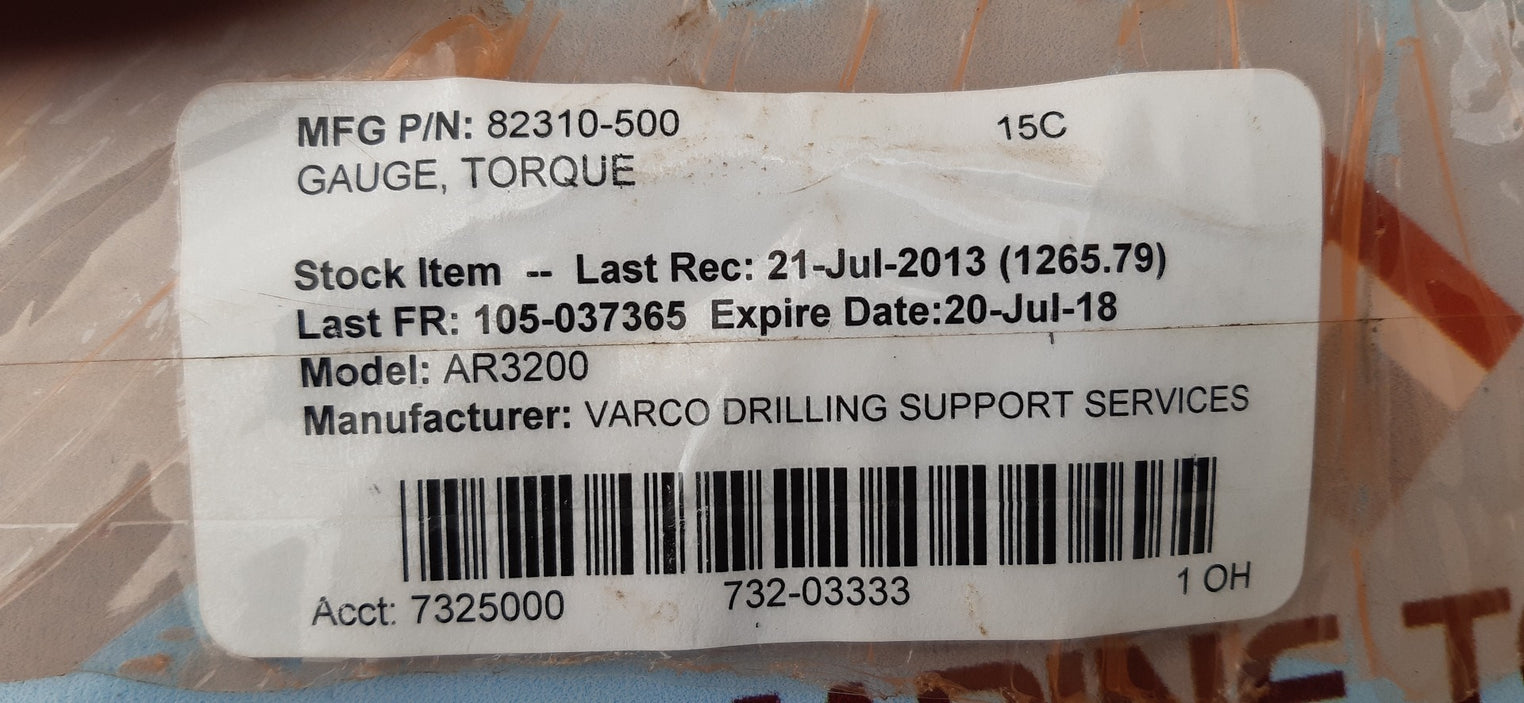 MFG P/N: 82310-500 15C
GAUGE, TORQUE
Stock Item -- Last Rec: 21-Jul-2013 (1265.79)
Last FR: 105-037365 Expire Date:20-Jul-18
Model: AR3200
Manufacturer: VARCO DRILLING SUPPORT SERVICES
Acct: 7325000 732-03333 1 OH